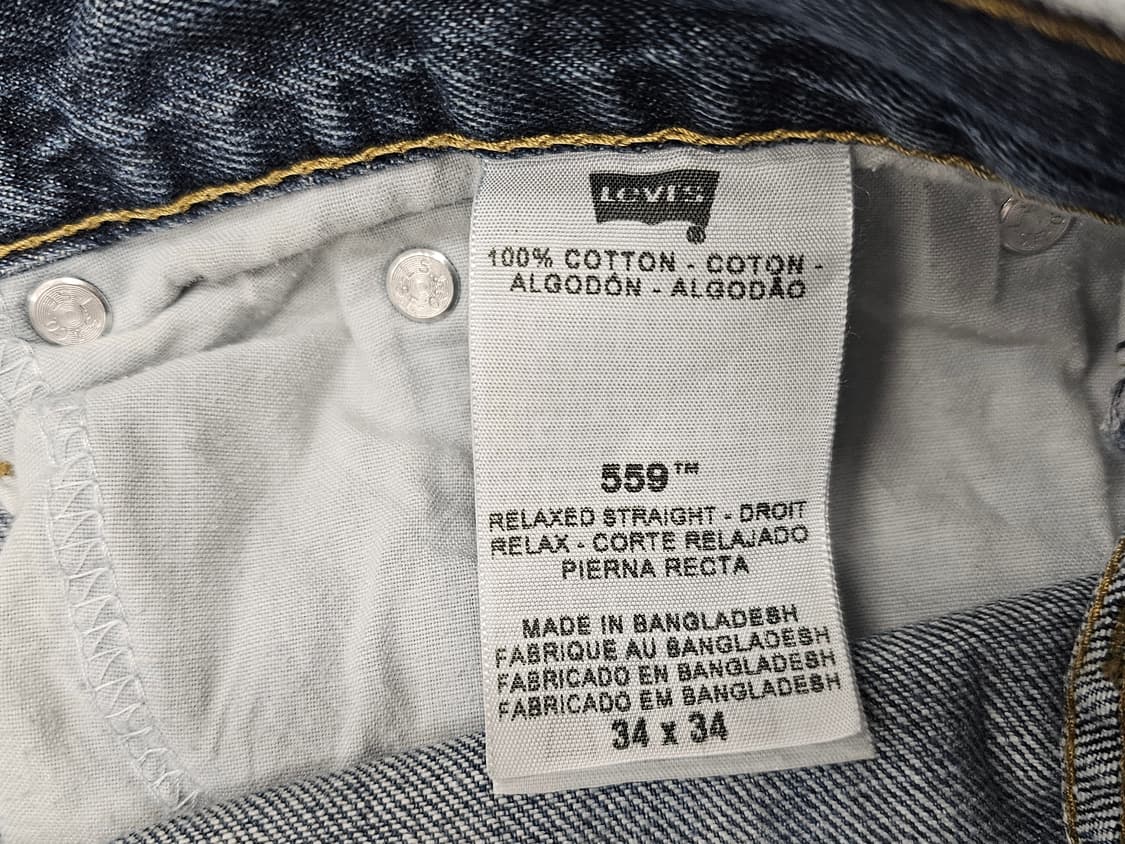 LEVI'S
®
100% COTTON - COTON -
ALGODÓN - ALGODÃO
559™
RELAXED STRAIGHT - DROIT
RELAX - CORTE RELAJADO
PIERNA RECTA
MADE IN BANGLADESH
FABRIQUE AU BANGLADESH
FABRICADO EN BANGLADESH
FABRICADO EM BANGLADESH
34 x 34